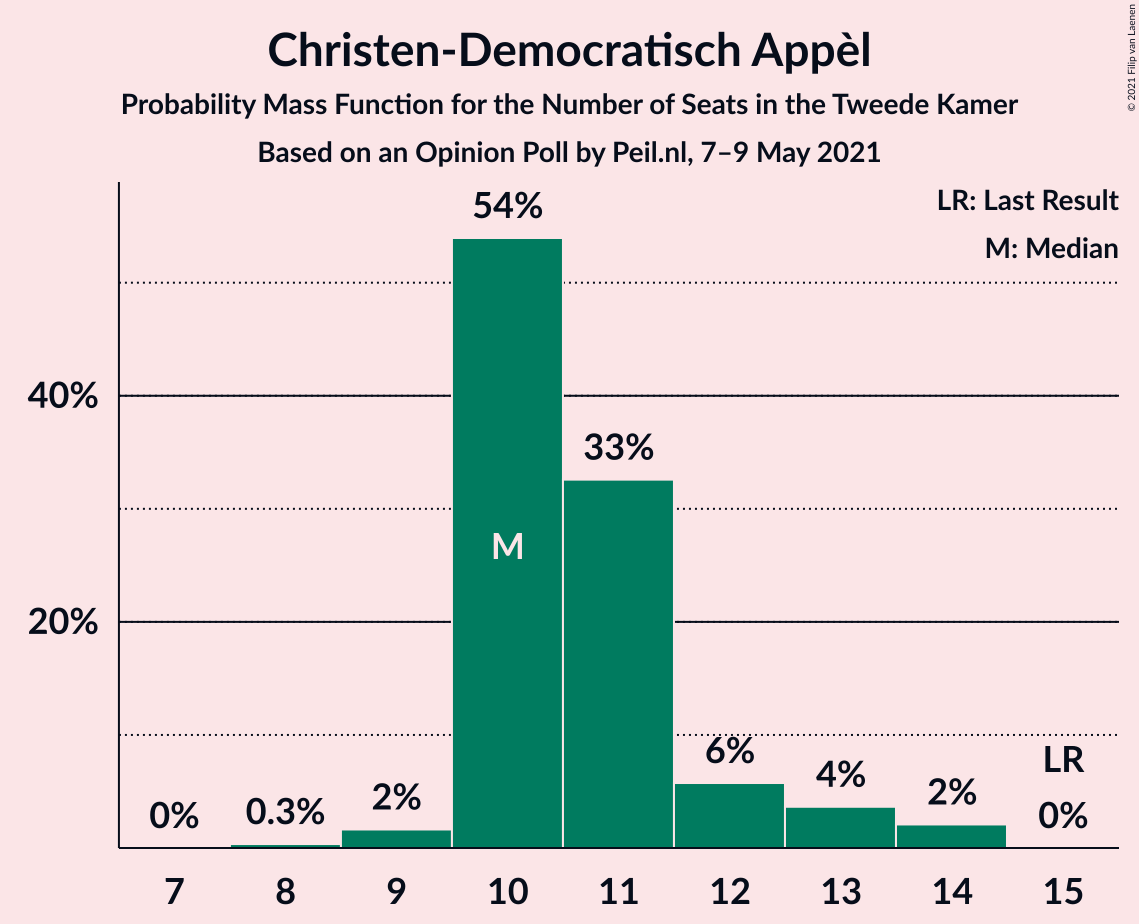 Christen-Democratisch Appèl
Probability Mass Function for the Number of Seats in the Tweede Kamer
Based on an Opinion Poll by Peil.nl, 7–9 May 2021
© 2021 Filip van Laenen
LR: Last Result
M: Median
40%
20%
0%
0.3%
2%
54%
M
33%
6%
4%
2%
LR
0%
7 8 9 10 11 12 13 14 15